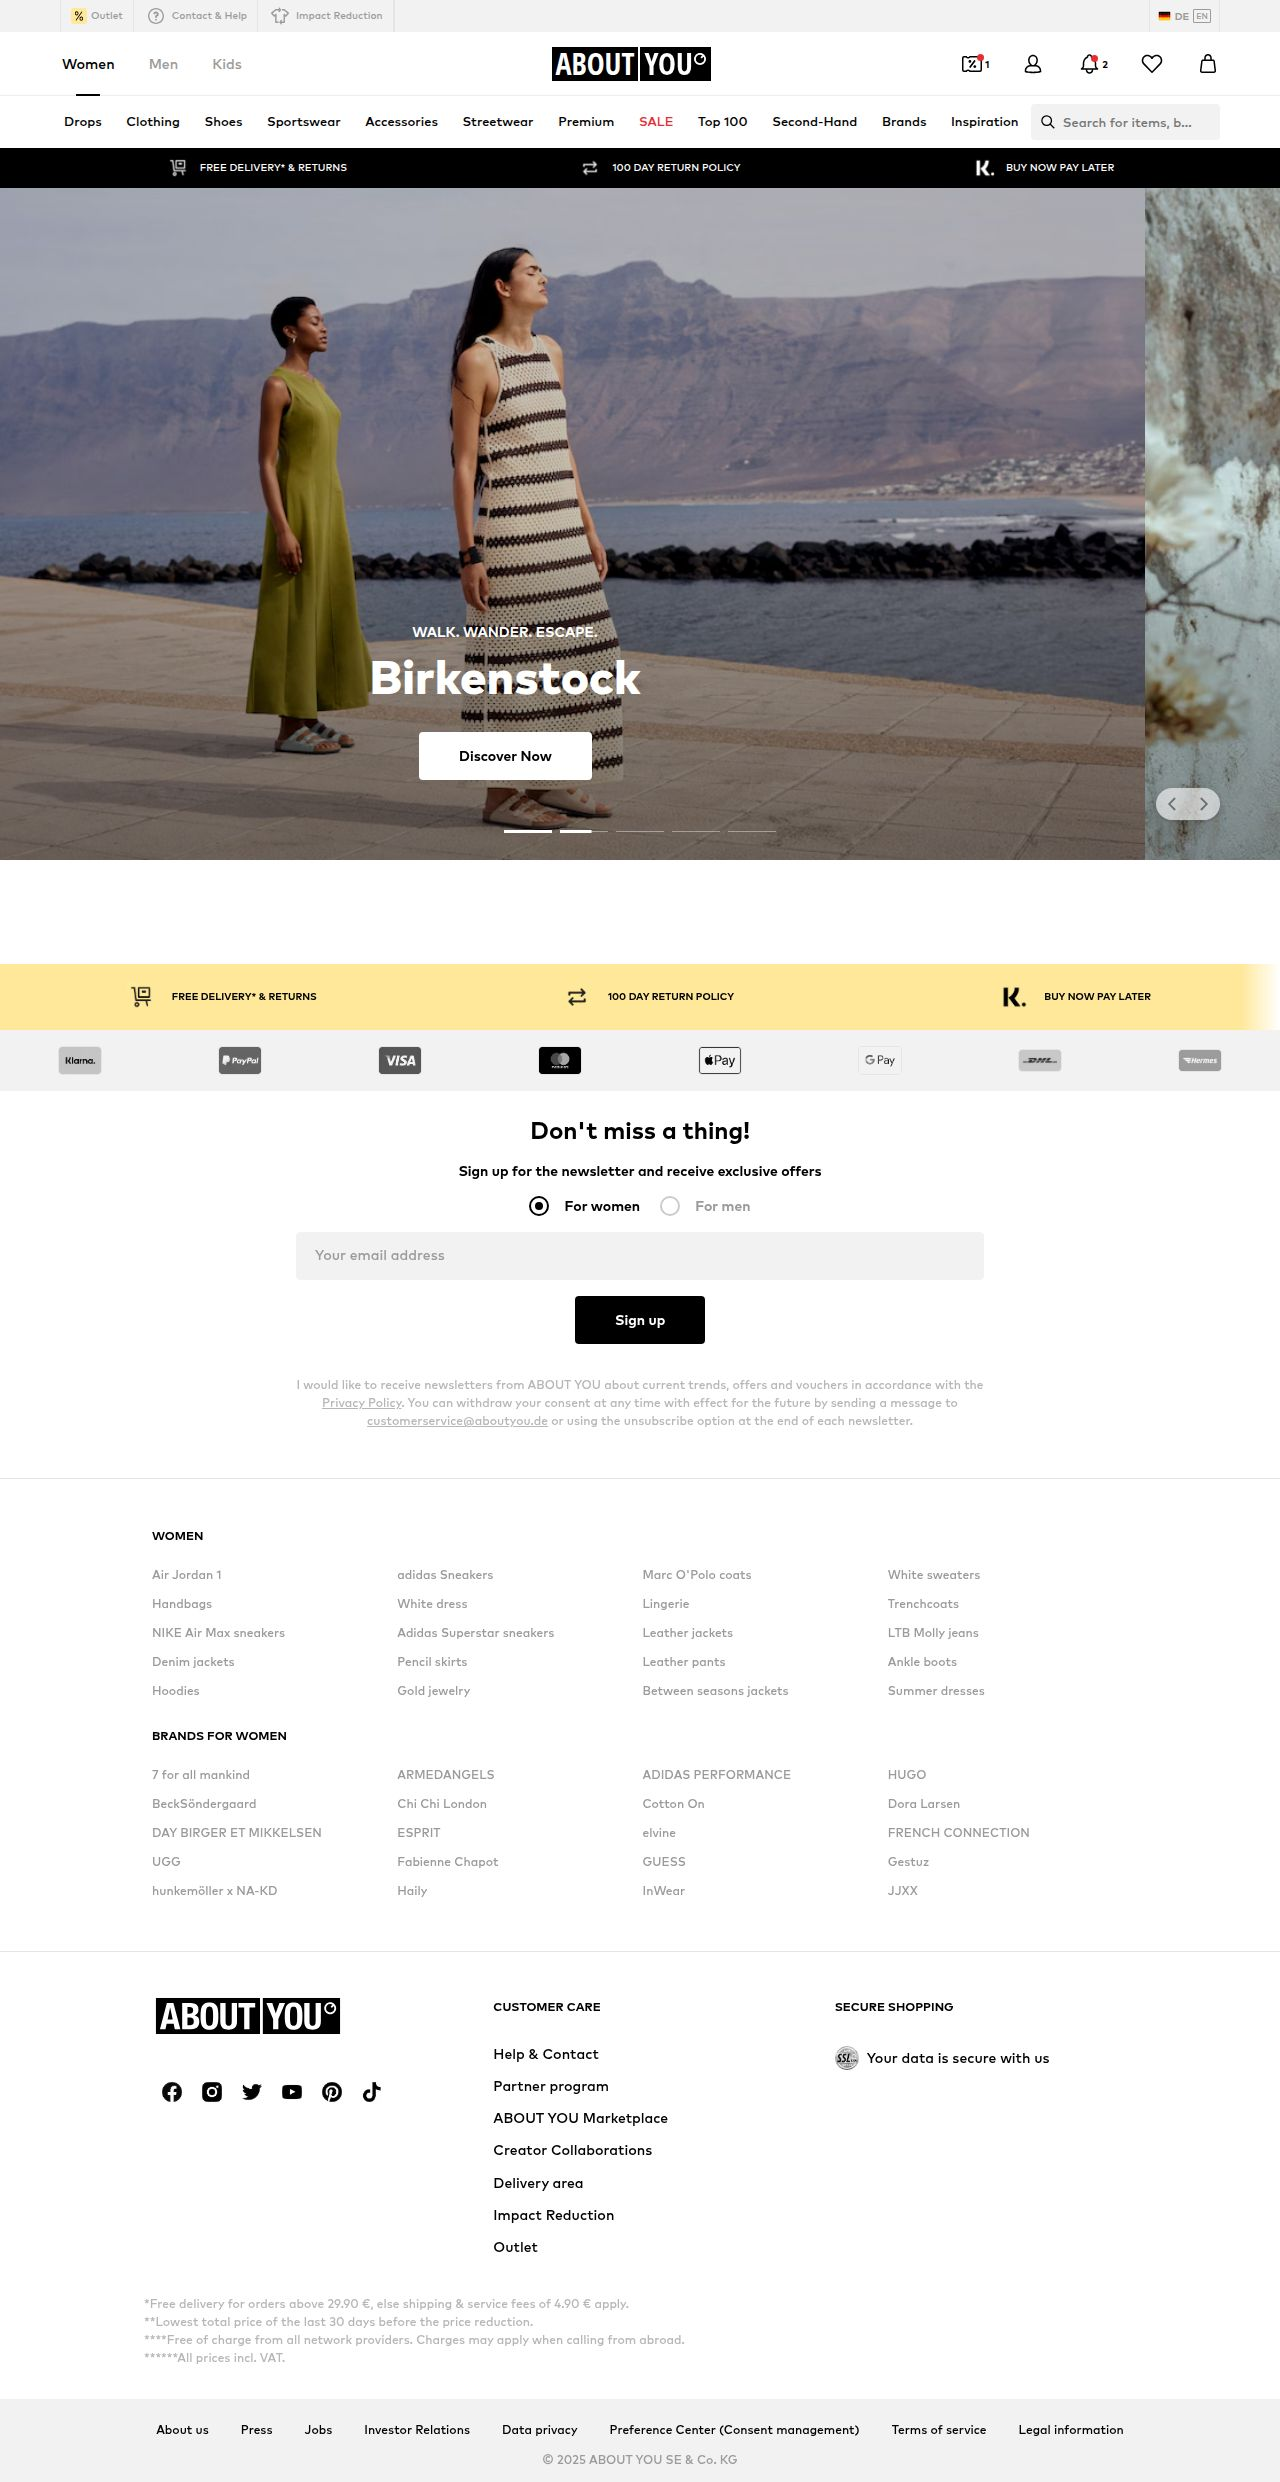 Outlet
Contact & Help
Impact Reduction
DE EN
Women Men Kids
ABOUT YOU
1
2
Drops Clothing Shoes Sportswear Accessories Streetwear Premium SALE Top 100 Second-Hand Brands Inspiration
Search for items, b...
FREE DELIVERY* & RETURNS
100 DAY RETURN POLICY
K. BUY NOW PAY LATER
WALK. WANDER. ESCAPE.
Birkenstock
Discover Now
FREE DELIVERY* & RETURNS
100 DAY RETURN POLICY
K. BUY NOW PAY LATER
Klarna. PayPal VISA Pay G Pay DHL Hermes
Don't miss a thing!
Sign up for the newsletter and receive exclusive offers
For women For men
Your email address
Sign up
I would like to receive newsletters from ABOUT YOU about current trends, offers and vouchers in accordance with the
Privacy Policy. You can withdraw your consent at any time with effect for the future by sending a message to
customerservice@aboutyou.de or using the unsubscribe option at the end of each newsletter.
WOMEN
Air Jordan 1 adidas Sneakers Marc O'Polo coats White sweaters
Handbags White dress Lingerie Trenchcoats
NIKE Air Max sneakers Adidas Superstar sneakers Leather jackets LTB Molly jeans
Denim jackets Pencil skirts Leather pants Ankle boots
Hoodies Gold jewelry Between seasons jackets Summer dresses
BRANDS FOR WOMEN
7 for all mankind ARMEDANGELS ADIDAS PERFORMANCE HUGO
BeckSöndergaard Chi Chi London Cotton On Dora Larsen
DAY BIRGER ET MIKKELSEN ESPRIT elvine FRENCH CONNECTION
UGG Fabienne Chapot GUESS Gestuz
hunkemöller x NA-KD Haily InWear JJXX
ABOUT YOU
CUSTOMER CARE
Help & Contact
Partner program
ABOUT YOU Marketplace
Creator Collaborations
Delivery area
Impact Reduction
Outlet
SECURE SHOPPING
SSL
Your data is secure with us
*Free delivery for orders above 29.90 €, else shipping & service fees of 4.90 € apply.
**Lowest total price of the last 30 days before the price reduction.
****Free of charge from all network providers. Charges may apply when calling from abroad.
******All prices incl. VAT.
About us Press Jobs Investor Relations Data privacy Preference Center (Consent management) Terms of service Legal information
© 2025 ABOUT YOU SE & Co. KG